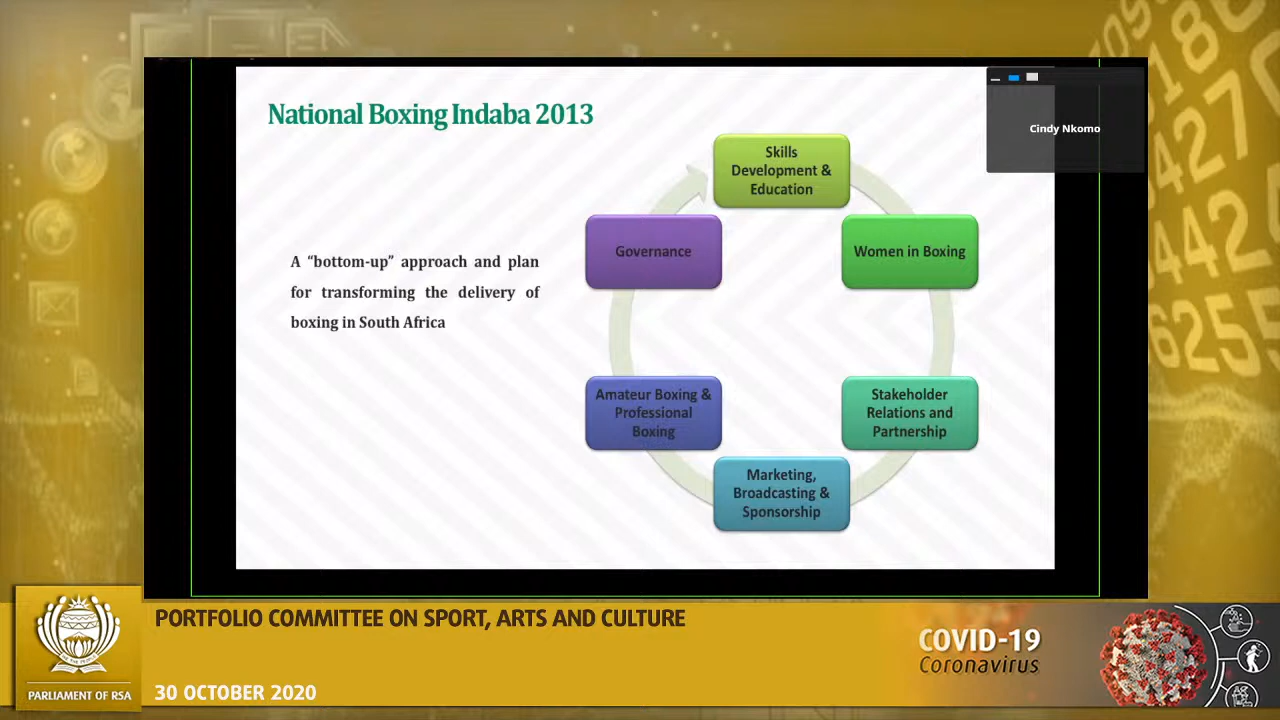 National Boxing Indaba 2013
Cindy Nkomo
A “bottom-up” approach and plan
for transforming the delivery of
boxing in South Africa
Skills
Development &
Education
Women in Boxing
Stakeholder
Relations and
Partnership
Marketing,
Broadcasting &
Sponsorship
Amateur Boxing &
Professional
Boxing
Governance
PORTFOLIO COMMITTEE ON SPORT, ARTS AND CULTURE
30 OCTOBER 2020
PARLIAMENT OF RSA
COVID-19
Coronavirus